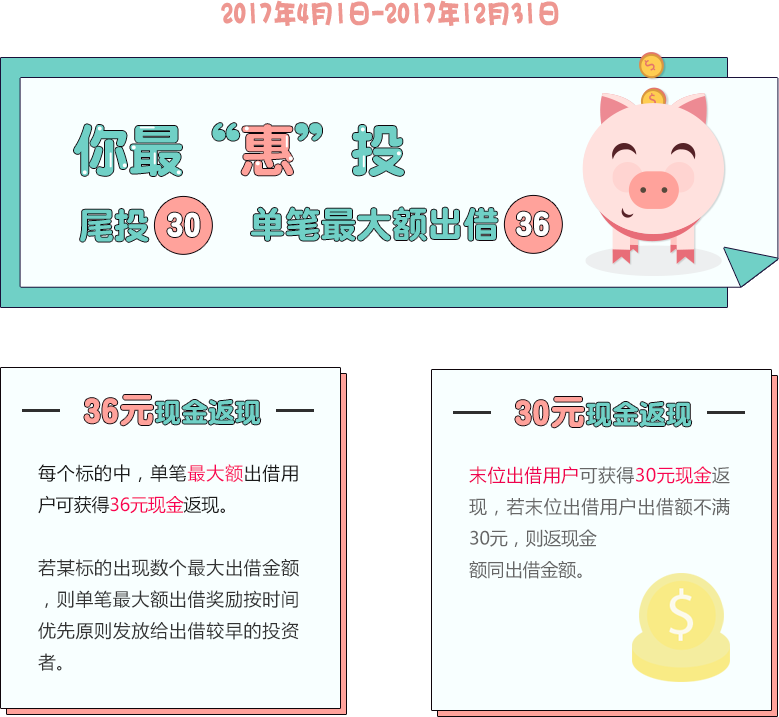 2017年4月1日-2017年12月31日
你最“惠”投
尾投 30 单笔最大额出借 36
36元现金返现
每个标的中，单笔最大额出借用
户可获得36元现金返现。
若某标的出现数个最大出借金额
，则单笔最大额出借奖励按时间
优先原则发放给出借较早的投资
者。
30元现金返现
末位出借用户可获得30元现金返
现，若末位出借用户出借额不满
30元，则返现金
额同出借金额。